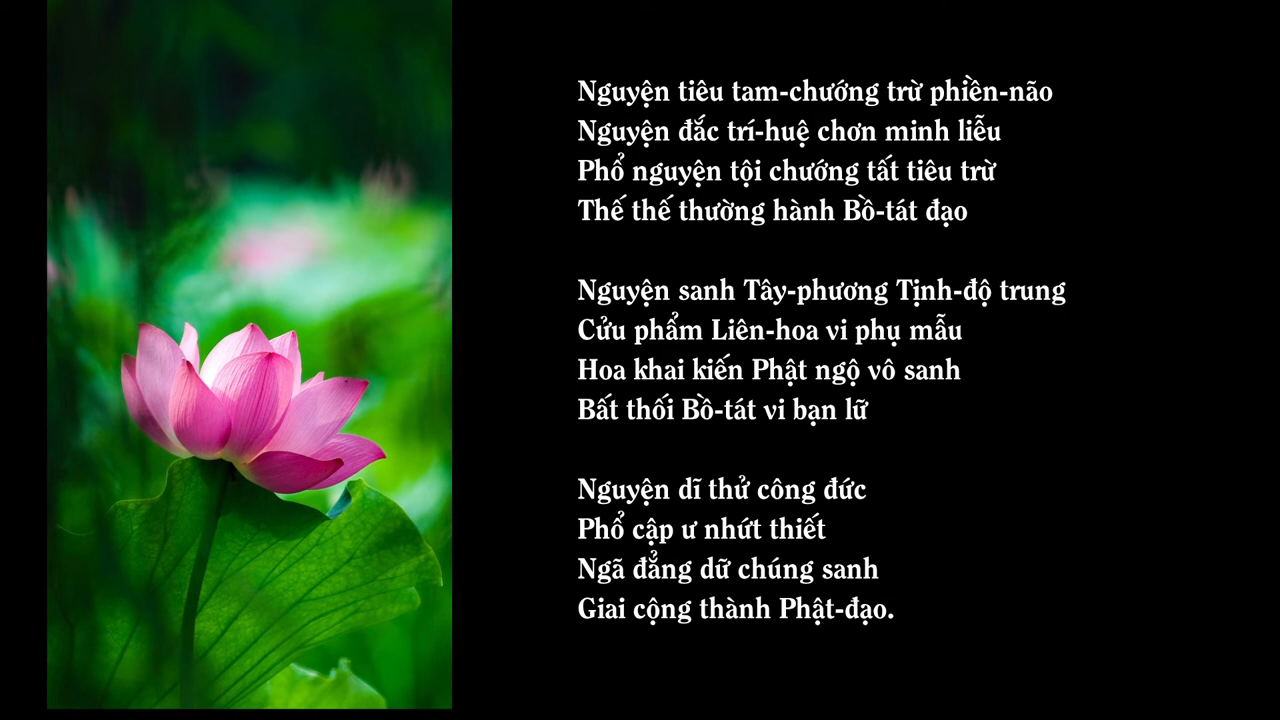 Nguyện tiêu tam-chướng trừ phiền-não
Nguyện đắc trí-huệ chơn minh liễu
Phổ nguyện tội chướng tất tiêu trừ
Thế thế thường hành Bồ-tát đạo
Nguyện sanh Tây-phương Tịnh-độ trung
Cửu phẩm Liên-hoa vi phụ mẫu
Hoa khai kiến Phật ngộ vô sanh
Bất thối Bồ-tát vi bạn lữ
Nguyện dĩ thử công đức
Phổ cập ư nhứt thiết
Ngã đẳng dữ chúng sanh
Giai cộng thành Phật-đạo.